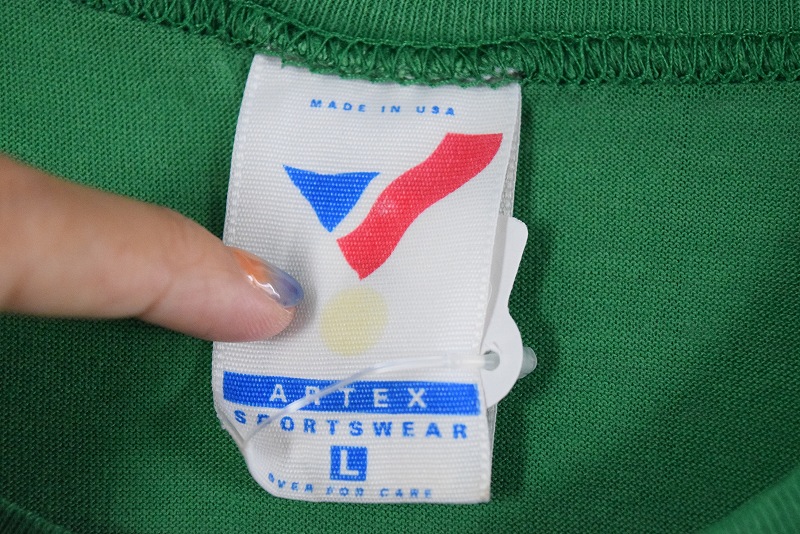 MADE IN USA
ARTEX
SPORTSWEAR
L
OVER FOR CARE